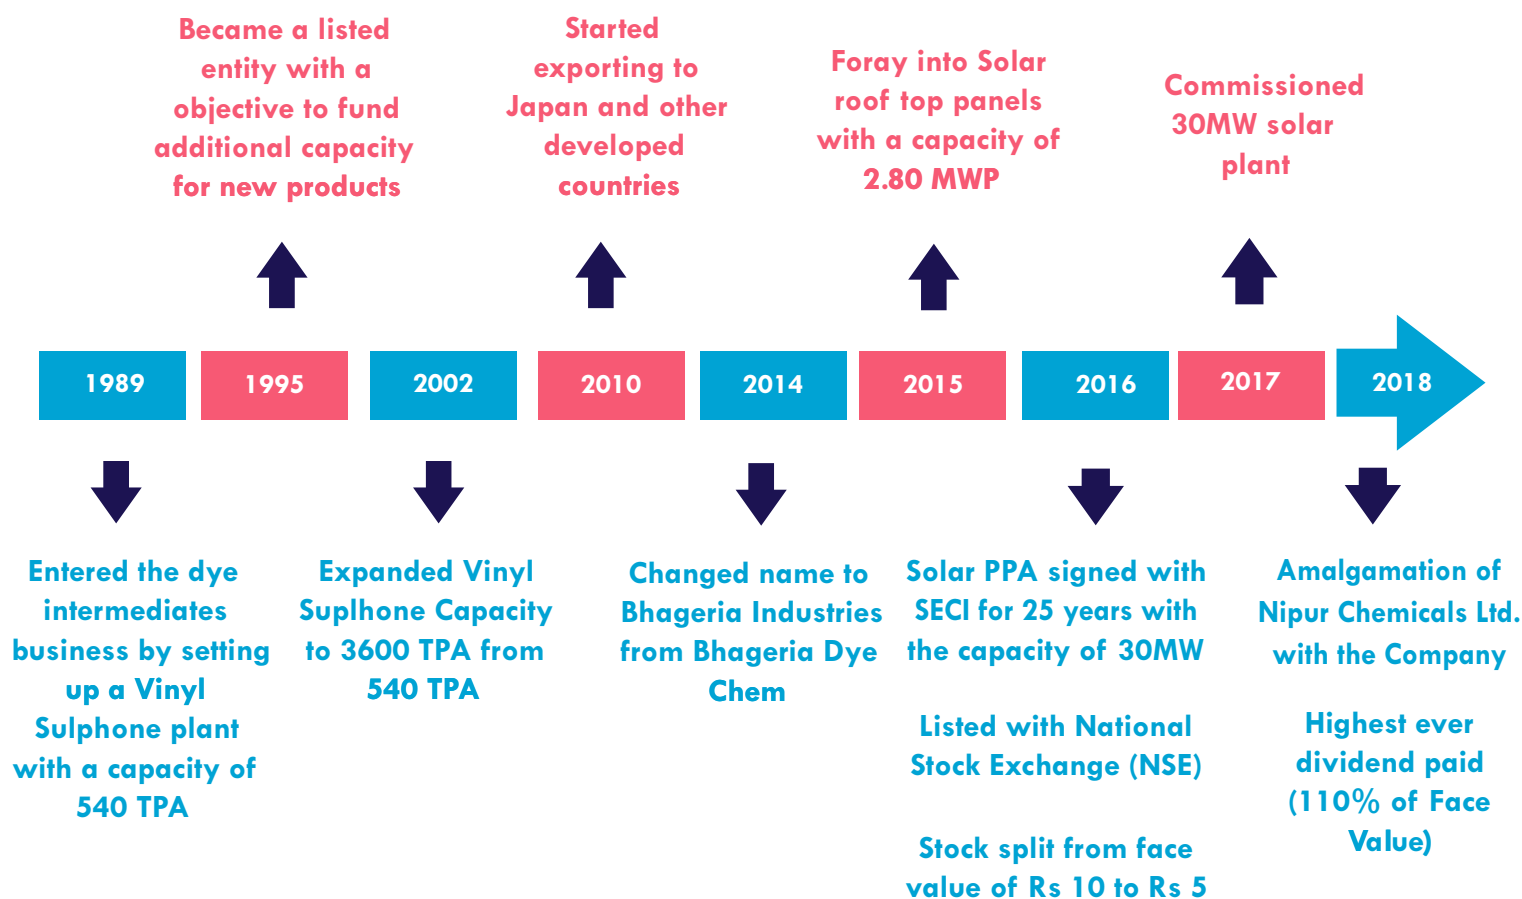 Became a listed
entity with a
objective to fund
additional capacity
for new products
Started
exporting to
Japan and other
developed
countries
Foray into Solar
roof top panels
with a capacity of
2.80 MWP
Commissioned
30MW solar
plant
1989
1995
2002
2010
2014
2015
2016
2017
2018
Entered the dye
intermediates
business by setting
up a Vinyl
Sulphone plant
with a capacity of
540 TPA
Expanded Vinyl
Suplhone Capacity
to 3600 TPA from
540 TPA
Changed name to
Bhageria Industries
from Bhageria Dye
Chem
Solar PPA signed with
SECI for 25 years with
the capacity of 30MW
Listed with National
Stock Exchange (NSE)
Stock split from face
value of Rs 10 to Rs 5
Amalgamation of
Nipur Chemicals Ltd.
with the Company
Highest ever
dividend paid
(110% of Face
Value)